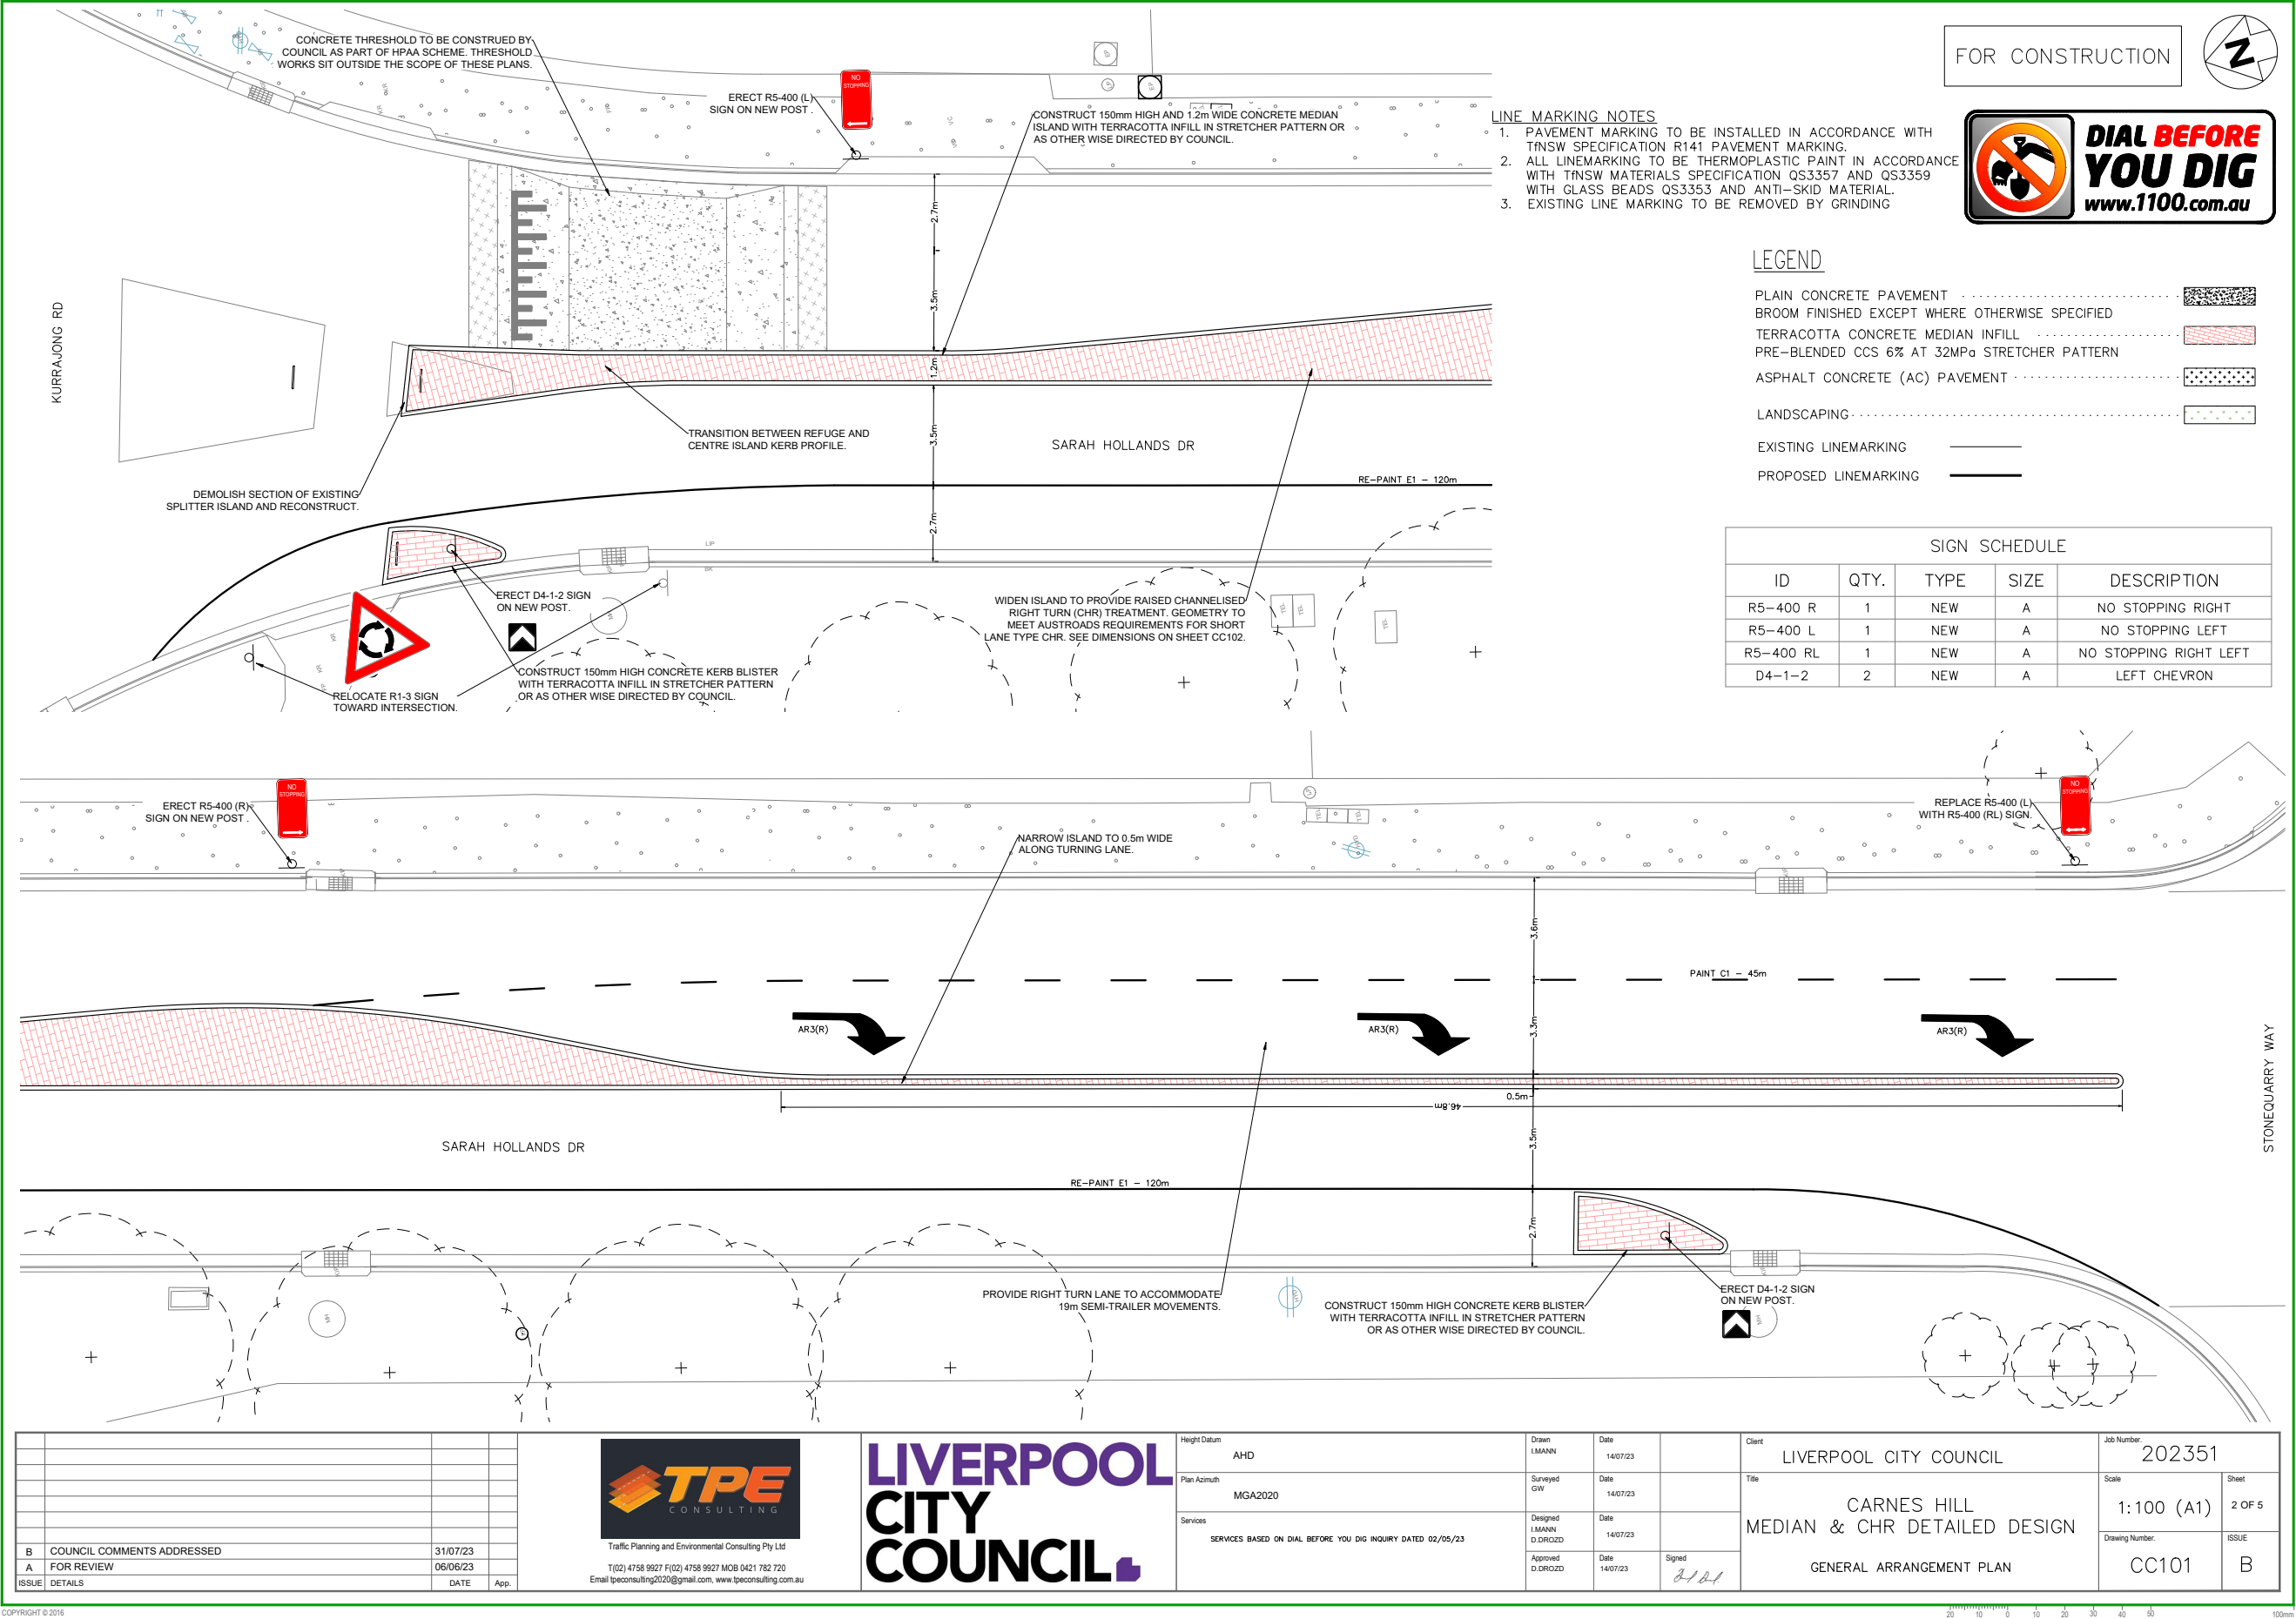 CONCRETE THRESHOLD TO BE CONSTRUED BY
COUNCIL AS PART OF HPAA SCHEME. THRESHOLD
WORKS SIT OUTSIDE THE SCOPE OF THESE PLANS.
ERECT R5-400 (L)
SIGN ON NEW POST .
NO
STOPPING
CONSTRUCT 150mm HIGH AND 1.2m WIDE CONCRETE MEDIAN
ISLAND WITH TERRACOTTA INFILL IN STRETCHER PATTERN OR
AS OTHER WISE DIRECTED BY COUNCIL.
KURRAJONG RD
2.7m
3.5m
1.2m
3.5m
2.7m
TRANSITION BETWEEN REFUGE AND
CENTRE ISLAND KERB PROFILE.
SARAH HOLLANDS DR
RE-PAINT E1 - 120m
DEMOLISH SECTION OF EXISTING
SPLITTER ISLAND AND RECONSTRUCT.
LIP
ERECT D4-1-2 SIGN
ON NEW POST.
WIDEN ISLAND TO PROVIDE RAISED CHANNELISED
RIGHT TURN (CHR) TREATMENT. GEOMETRY TO
MEET AUSTROADS REQUIREMENTS FOR SHORT
LANE TYPE CHR. SEE DIMENSIONS ON SHEET CC102.
CONSTRUCT 150mm HIGH CONCRETE KERB BLISTER
WITH TERRACOTTA INFILL IN STRETCHER PATTERN
OR AS OTHER WISE DIRECTED BY COUNCIL.
RELOCATE R1-3 SIGN
TOWARD INTERSECTION.
FOR CONSTRUCTION
N
LINE MARKING NOTES
1. PAVEMENT MARKING TO BE INSTALLED IN ACCORDANCE WITH
TfNSW SPECIFICATION R141 PAVEMENT MARKING.
2. ALL LINEMARKING TO BE THERMOPLASTIC PAINT IN ACCORDANCE
WITH TfNSW MATERIALS SPECIFICATION QS3357 AND QS3359
WITH GLASS BEADS QS3353 AND ANTI-SKID MATERIAL.
3. EXISTING LINE MARKING TO BE REMOVED BY GRINDING
DIAL BEFORE
YOU DIG
www.1100.com.au
LEGEND
PLAIN CONCRETE PAVEMENT
BROOM FINISHED EXCEPT WHERE OTHERWISE SPECIFIED
TERRACOTTA CONCRETE MEDIAN INFILL
PRE-BLENDED CCS 6% AT 32MPa STRETCHER PATTERN
ASPHALT CONCRETE (AC) PAVEMENT
LANDSCAPING
EXISTING LINEMARKING
PROPOSED LINEMARKING
SIGN SCHEDULE
ID QTY. TYPE SIZE DESCRIPTION
R5-400 R 1 NEW A NO STOPPING RIGHT
R5-400 L 1 NEW A NO STOPPING LEFT
R5-400 RL 1 NEW A NO STOPPING RIGHT LEFT
D4-1-2 2 NEW A LEFT CHEVRON
ERECT R5-400 (R)
SIGN ON NEW POST .
NO
STOPPING
NARROW ISLAND TO 0.5m WIDE
ALONG TURNING LANE.
REPLACE R5-400 (L)
WITH R5-400 (RL) SIGN.
NO
STOPPING
3.6m
PAINT C1 - 45m
AR3(R)
AR3(R)
AR3(R)
3.3m
0.5m
46.8m
3.5m
STONEQUARRY WAY
SARAH HOLLANDS DR
RE-PAINT E1 - 120m
2.7m
PROVIDE RIGHT TURN LANE TO ACCOMMODATE
19m SEMI-TRAILER MOVEMENTS.
CONSTRUCT 150mm HIGH CONCRETE KERB BLISTER
WITH TERRACOTTA INFILL IN STRETCHER PATTERN
OR AS OTHER WISE DIRECTED BY COUNCIL.
ERECT D4-1-2 SIGN
ON NEW POST.
B COUNCIL COMMENTS ADDRESSED 31/07/23
A FOR REVIEW 06/06/23
ISSUE DETAILS DATE App.
TPE
CONSULTING
Traffic Planning and Environmental Consulting Pty Ltd
T(02) 4758 9927 F(02) 4758 9927 MOB 0421 782 720
Email tpeconsulting2020@gmail.com, www.tpeconsulting.com.au
LIVERPOOL
CITY
COUNCIL
Height Datum
AHD
Plan Azimuth
MGA2020
Services
SERVICES BASED ON DIAL BEFORE YOU DIG INQUIRY DATED 02/05/23
Drawn
I.MANN
Date
14/07/23
Surveyed
GW
Date
14/07/23
Designed
I.MANN
D.DROZD
Date
14/07/23
Approved
D.DROZD
Date
14/07/23
Signed
Client
LIVERPOOL CITY COUNCIL
Title
CARNES HILL
MEDIAN & CHR DETAILED DESIGN
GENERAL ARRANGEMENT PLAN
Job Number.
202351
Scale
1:100 (A1)
Sheet
2 OF 5
Drawing Number.
CC101
ISSUE
B
COPYRIGHT © 2016
20 10 0 10 20 30 40 50 100mm